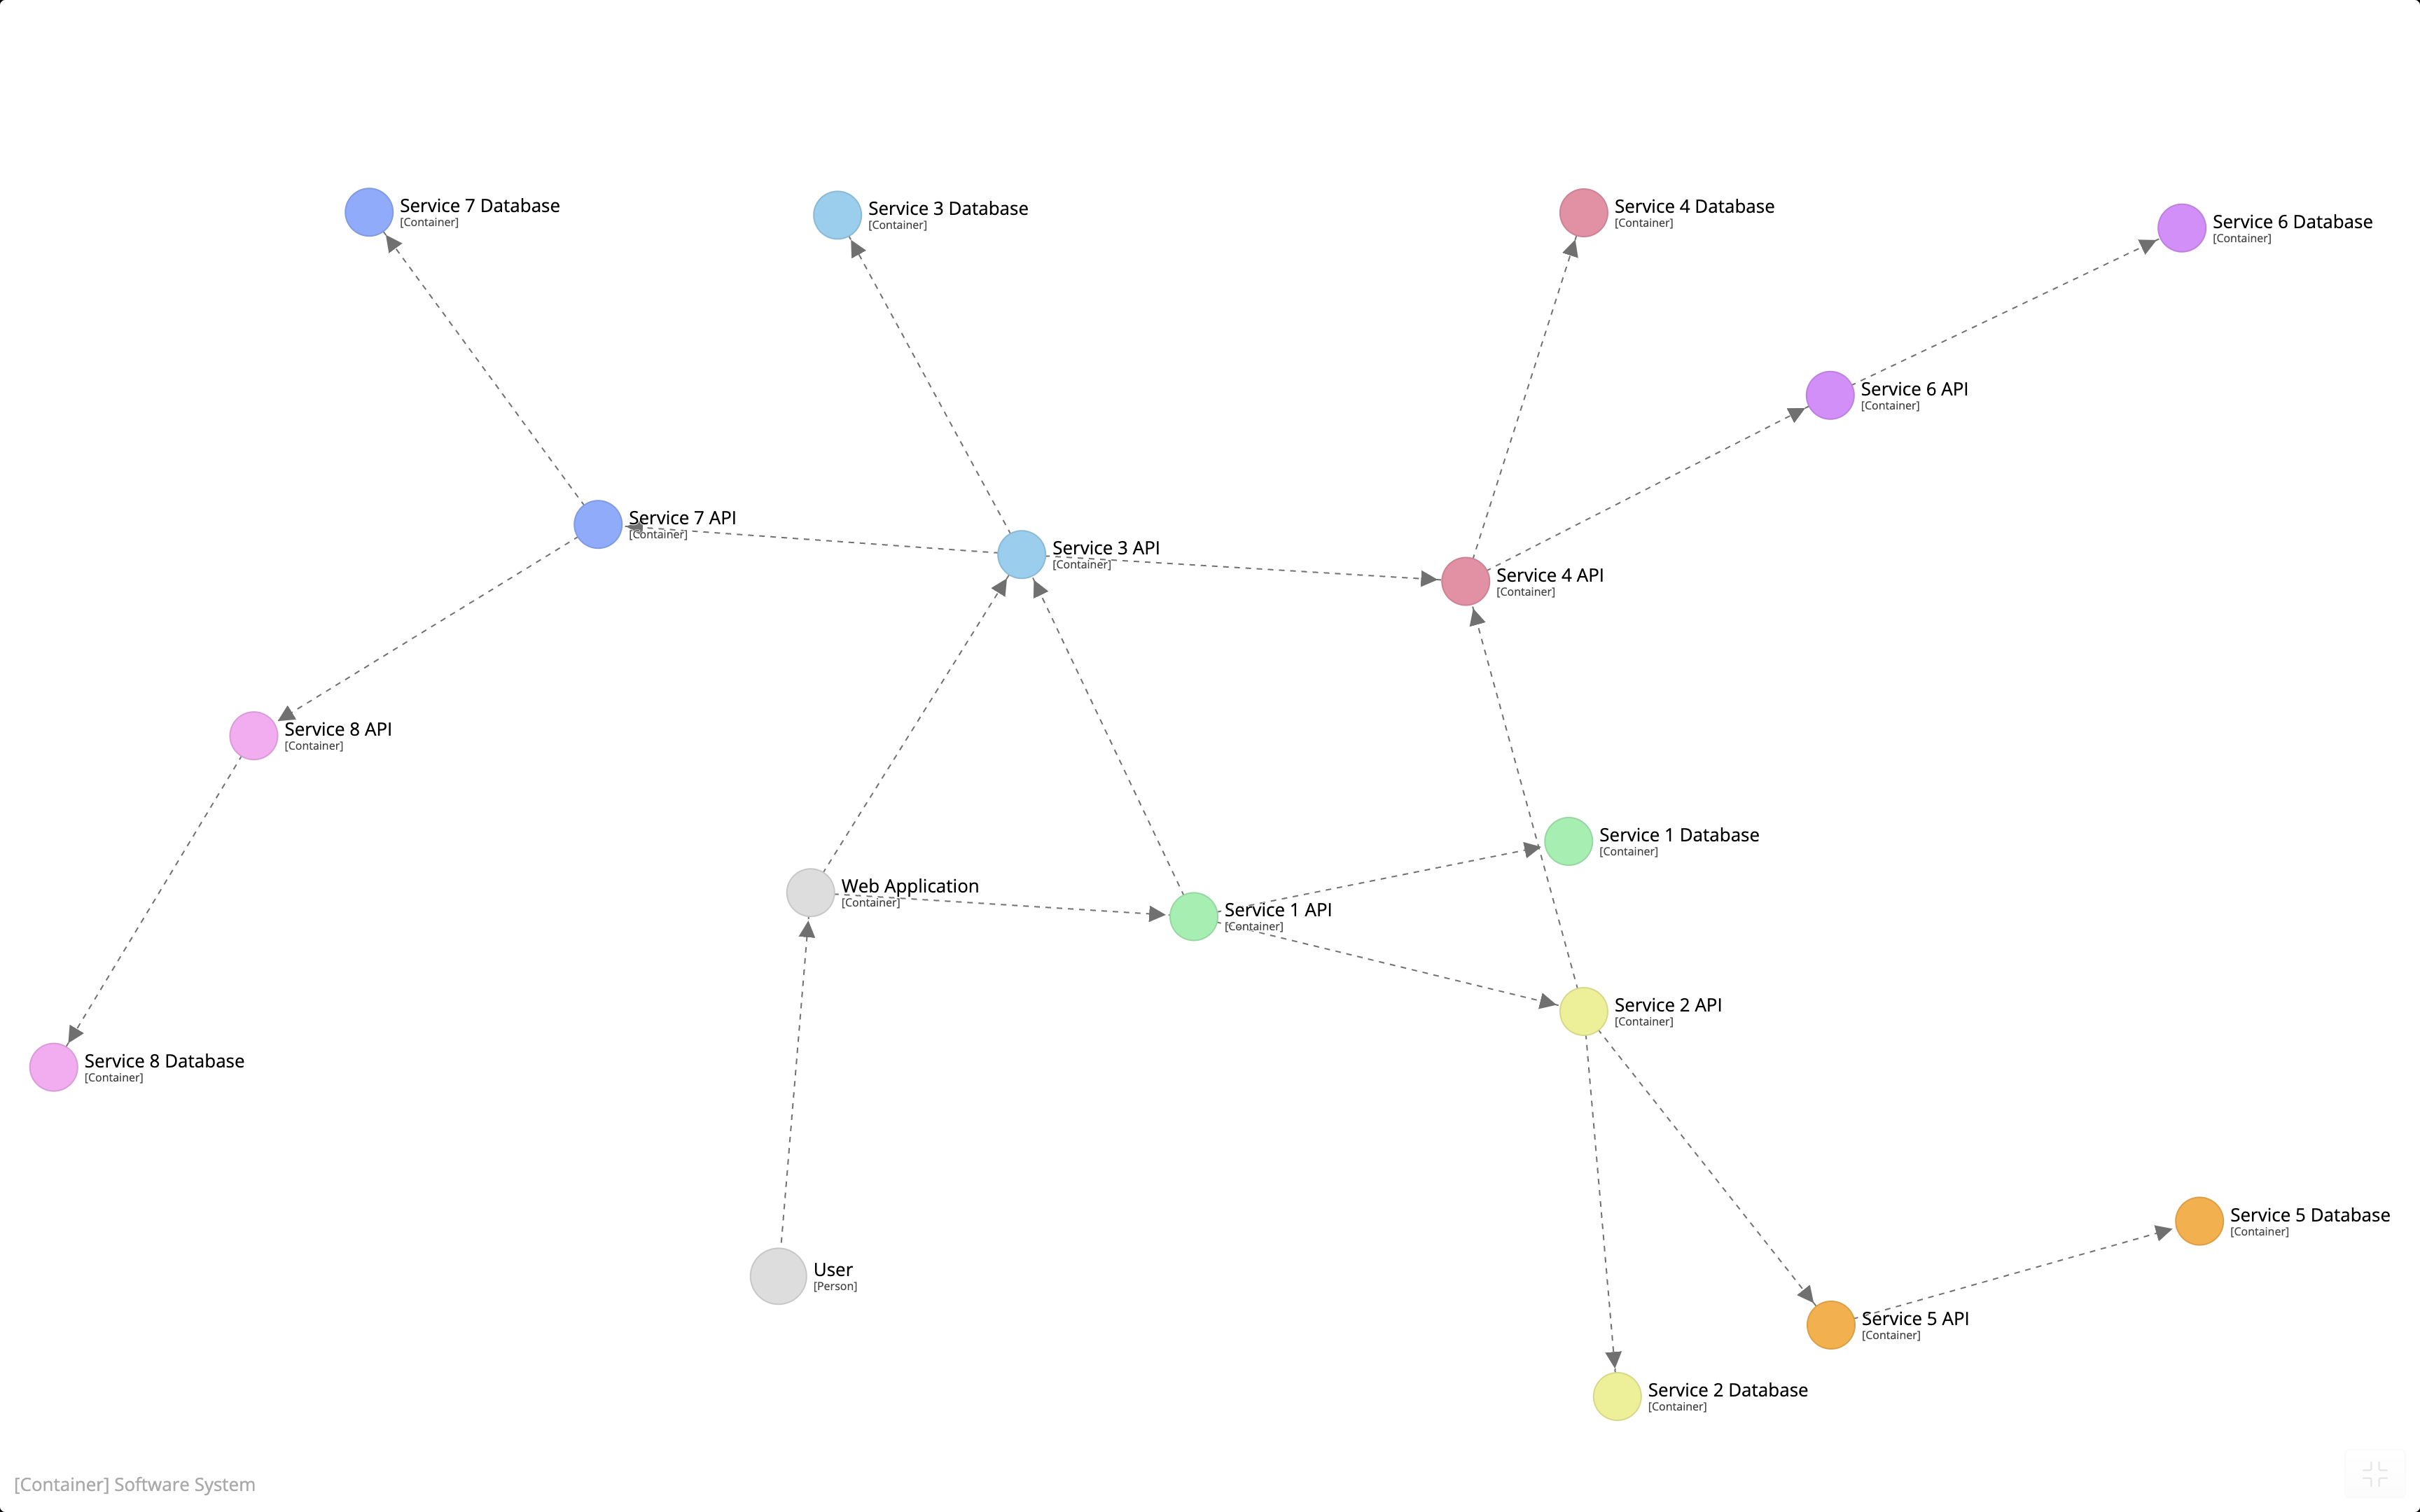 Service 7 Database
[Container]
Service 3 Database
[Container]
Service 4 Database
[Container]
Service 6 Database
[Container]
Service 6 API
[Container]
Service 7 API
[Container]
Service 3 API
[Container]
Service 4 API
[Container]
Service 8 API
[Container]
Service 1 Database
[Container]
Web Application
[Container]
Service 1 API
[Container]
Service 2 API
[Container]
Service 8 Database
[Container]
Service 5 Database
[Container]
User
[Person]
Service 5 API
[Container]
Service 2 Database
[Container]
[Container] Software System